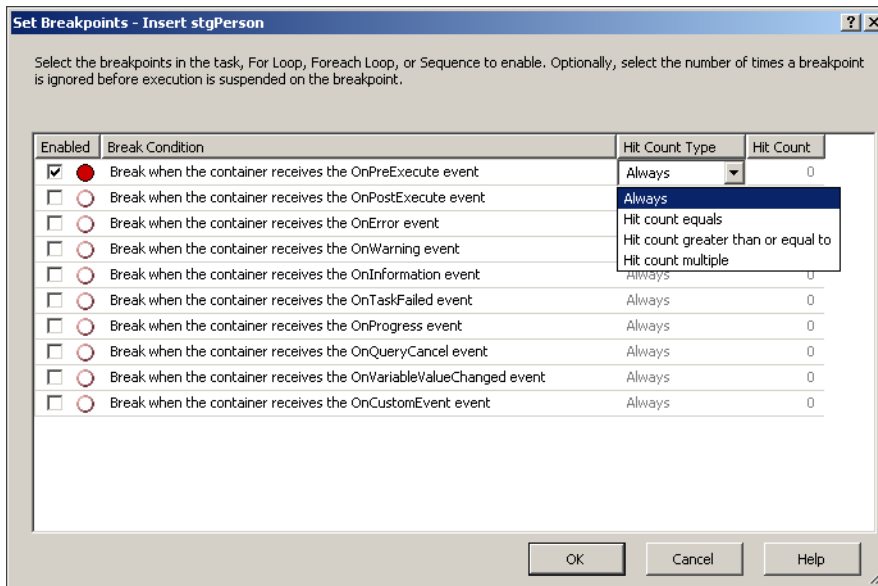 Set Breakpoints - Insert stgPerson
Select the breakpoints in the task, For Loop, Foreach Loop, or Sequence to enable. Optionally, select the number of times a breakpoint
is ignored before execution is suspended on the breakpoint.
Enabled Break Condition Hit Count Type Hit Count
Break when the container receives the OnPreExecute event Always 0
Break when the container receives the OnPostExecute event Always
Break when the container receives the OnError event Hit count equals
Break when the container receives the OnWarning event Hit count greater than or equal to
Hit count multiple
Break when the container receives the OnInformation event Always 0
Break when the container receives the OnTaskFailed event Always 0
Break when the container receives the OnProgress event Always 0
Break when the container receives the OnQueryCancel event Always 0
Break when the container receives the OnVariableValueChanged event Always 0
Break when the container receives the OnCustomEvent event Always 0
OK Cancel Help